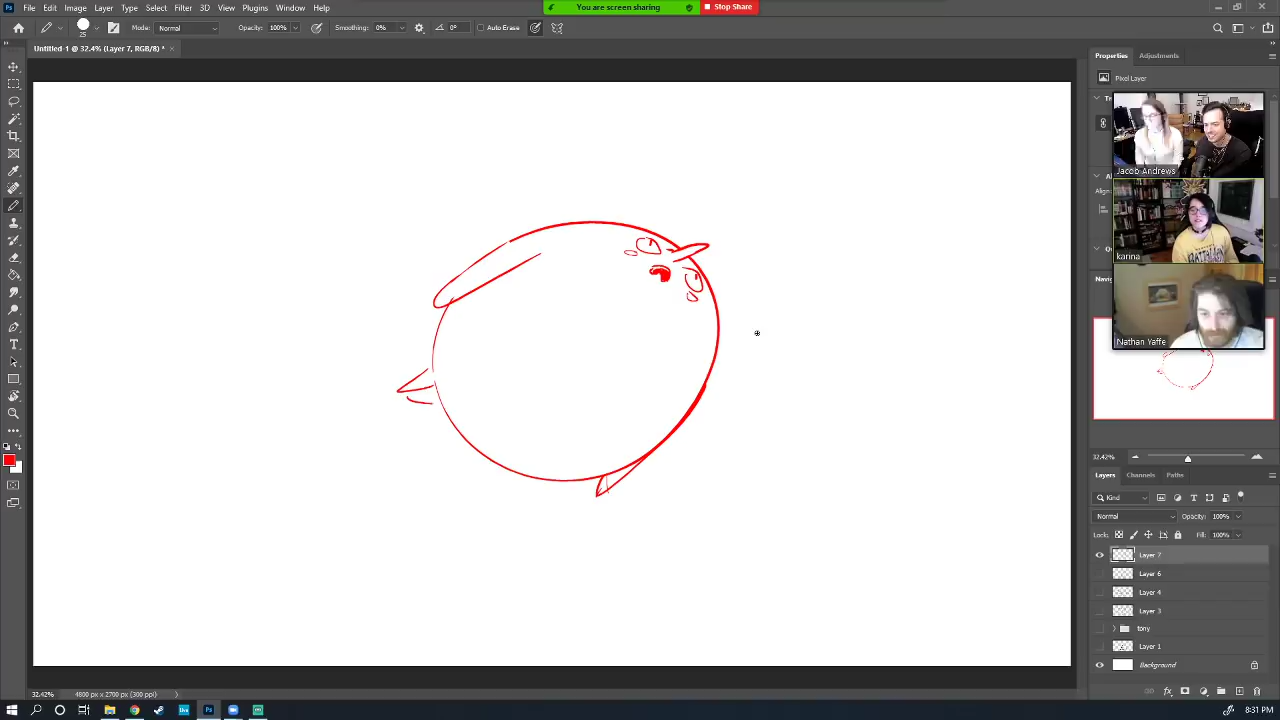 File Edit Image Layer Type Select Filter 3D View Plugins Window Help
You are screen sharing
Stop Share
25
Mode: Normal
Opacity: 100%
Smoothing: 0%
0°
Auto Erase
Untitled-1 @ 32.4% (Layer 7, RGB/8) *
Properties Adjustments
Pixel Layer
Jacob Andrews
karina
Nathan Yaffe
32.42%
Layers Channels Paths
Kind
Normal
Opacity: 100%
Lock:
Fill: 100%
Layer 7
Layer 6
Layer 4
Layer 3
tony
Layer 1
Background
32.42%
4800 px x 2700 px (300 ppi)
8:31 PM